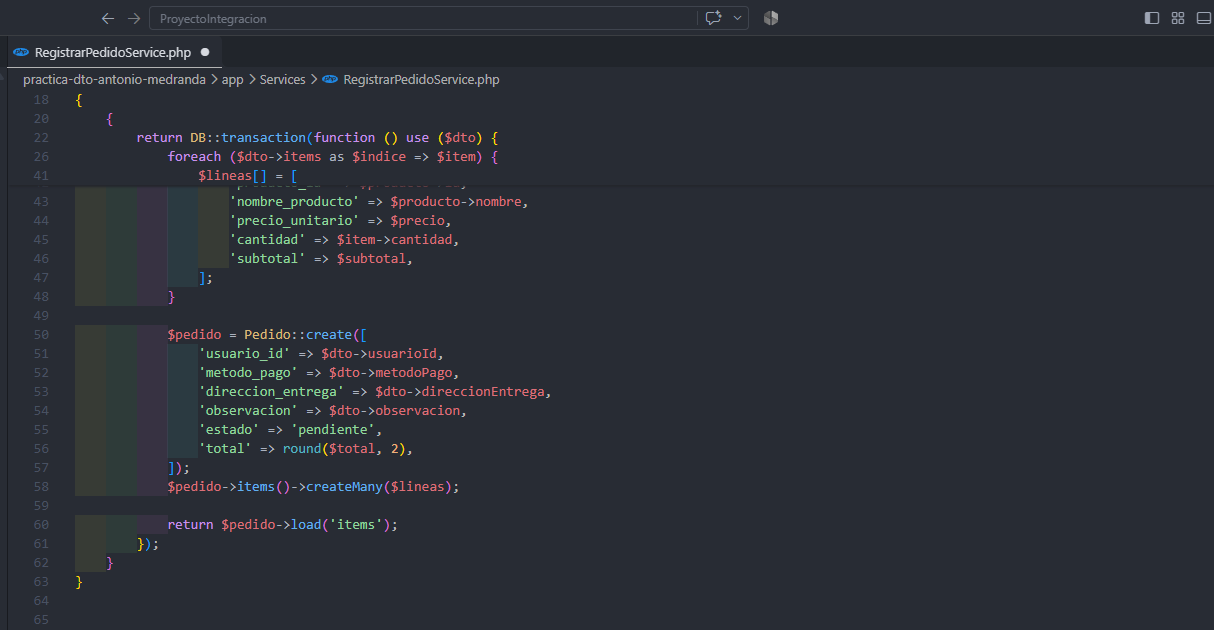 ProyectoIntegracion
php RegistrarPedidoService.php
practica-dto-antonio-medranda > app > Services > php RegistrarPedidoService.php
18 {
20 {
22 return DB::transaction(function () use ($dto) {
26 foreach ($dto->items as $indice => $item) {
41 $lineas[] = [
43 'nombre_producto' => $producto->nombre,
44 'precio_unitario' => $precio,
45 'cantidad' => $item->cantidad,
46 'subtotal' => $subtotal,
47 ];
48 }
49
50 $pedido = Pedido::create([
51 'usuario_id' => $dto->usuarioId,
52 'metodo_pago' => $dto->metodoPago,
53 'direccion_entrega' => $dto->direccionEntrega,
54 'observacion' => $dto->observacion,
55 'estado' => 'pendiente',
56 'total' => round($total, 2),
57 ]);
58 $pedido->items()->createMany($lineas);
59
60 return $pedido->load('items');
61 });
62 }
63 }
64
65